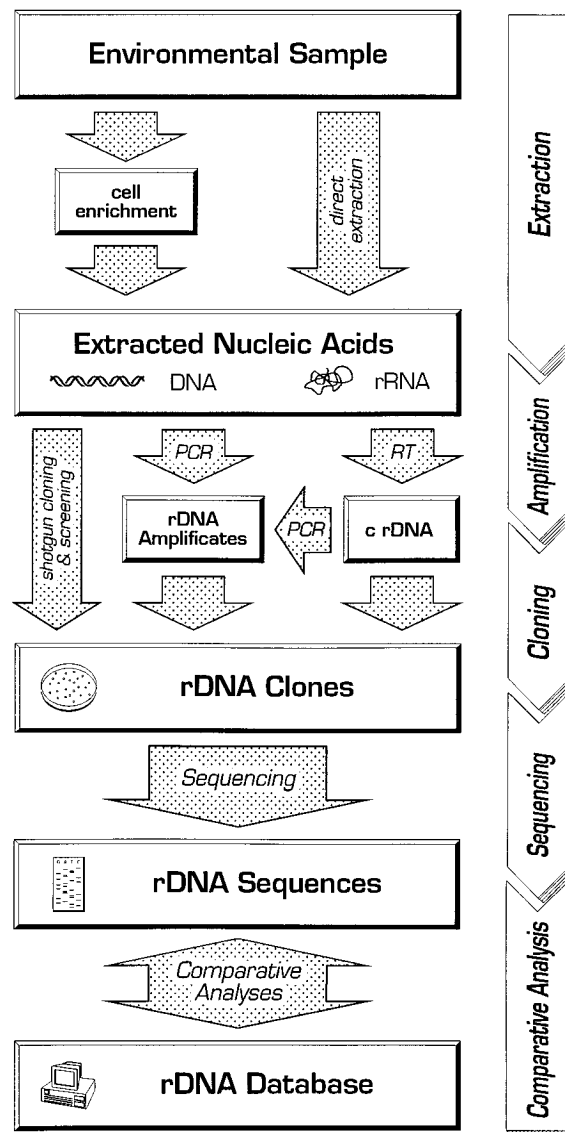 Environmental Sample
cell
enrichment
direct
extraction
Extracted Nucleic Acids
DNA
rRNA
shotgun cloning
& screening
PCR
RT
rDNA
Amplificates
PCR
c rDNA
rDNA Clones
Sequencing
rDNA Sequences
Comparative
Analyses
rDNA Database
Extraction
Amplification
Cloning
Sequencing
Comparative Analysis